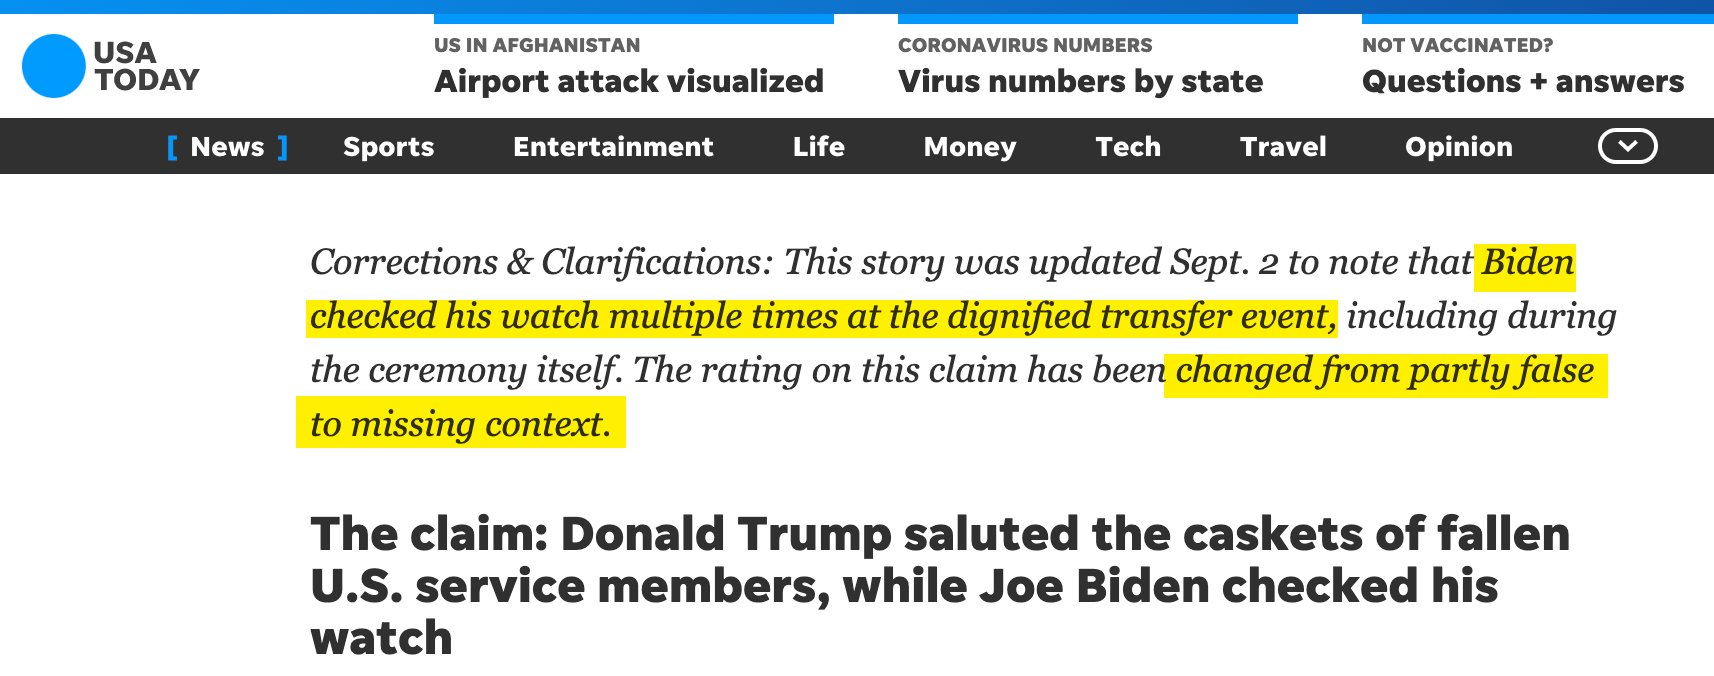 USA
TODAY
US IN AFGHANISTAN
Airport attack visualized
CORONAVIRUS NUMBERS
Virus numbers by state
NOT VACCINATED?
Questions + answers
[ News ] Sports Entertainment Life Money Tech Travel Opinion
Corrections & Clarifications: This story was updated Sept. 2 to note that Biden
checked his watch multiple times at the dignified transfer event, including during
the ceremony itself. The rating on this claim has been changed from partly false
to missing context.
The claim: Donald Trump saluted the caskets of fallen
U.S. service members, while Joe Biden checked his
watch